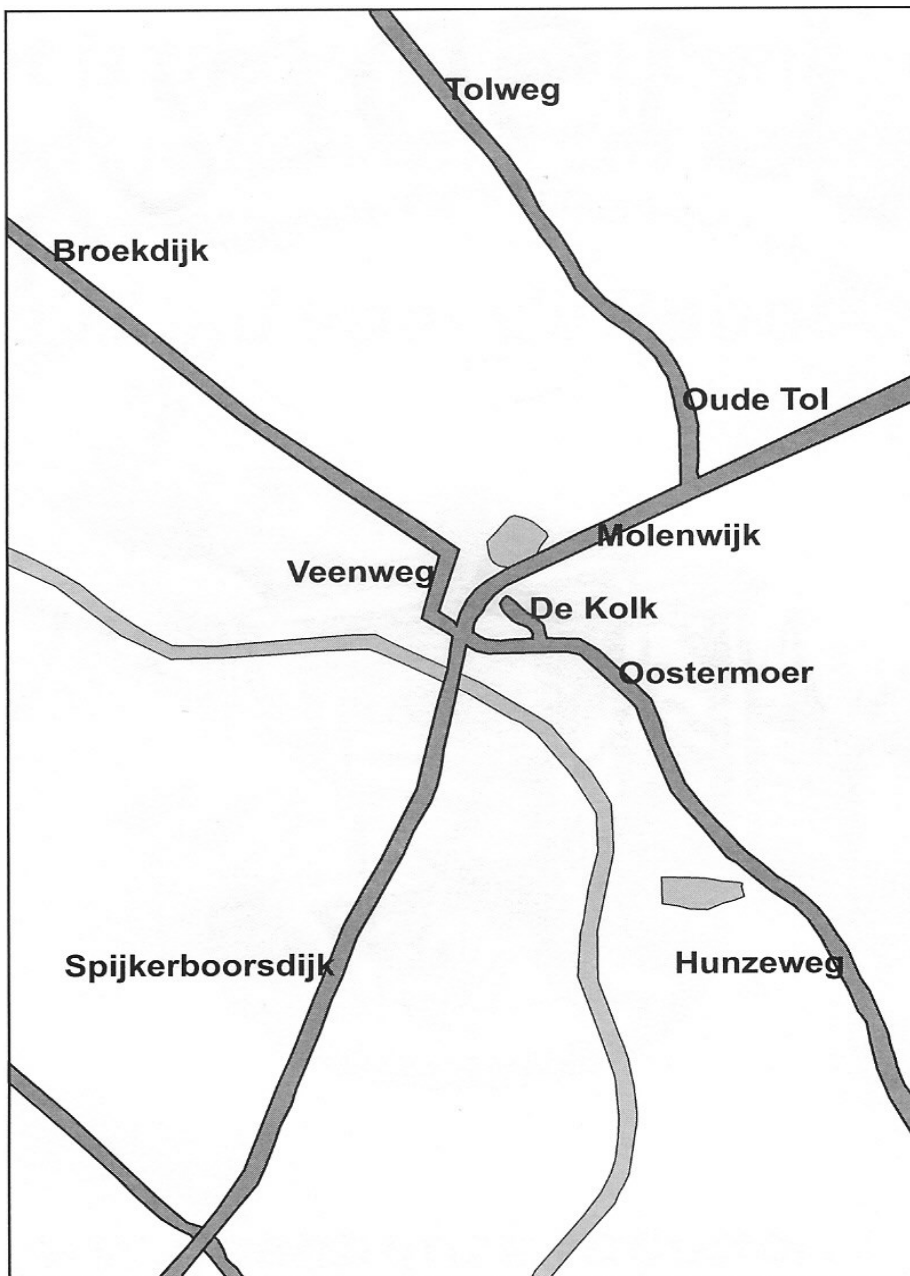 Tolweg
Broekdijk
Oude Tol
Molenwijk
Veenweg
De Kolk
Oostermoer
Spijkerboorsdijk
Hunzeweg